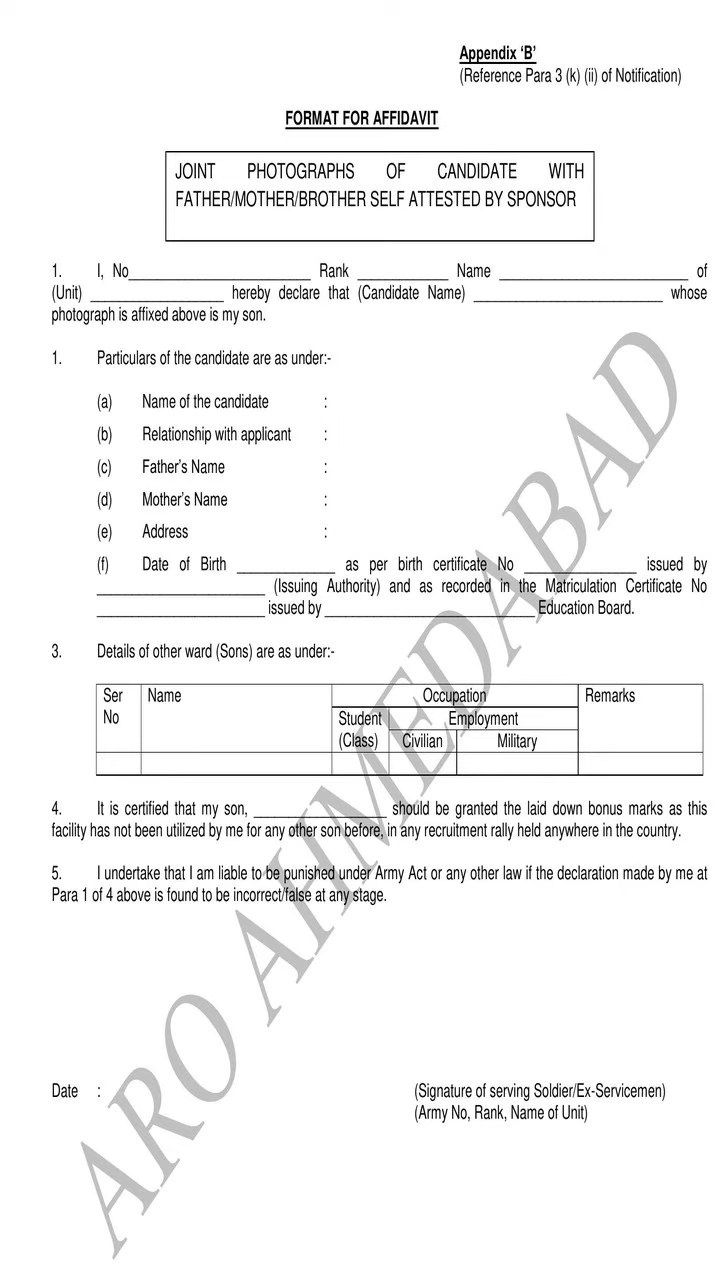 Appendix ‘B’
(Reference Para 3 (k) (ii) of Notification)
FORMAT FOR AFFIDAVIT
JOINT PHOTOGRAPHS OF CANDIDATE WITH
FATHER/MOTHER/BROTHER SELF ATTESTED BY SPONSOR
1. I, No__________________________ Rank _____________ Name ___________________________ of
(Unit) ___________________ hereby declare that (Candidate Name) ___________________________ whose
photograph is affixed above is my son.
1. Particulars of the candidate are as under:-
(a) Name of the candidate :
(b) Relationship with applicant :
(c) Father’s Name :
(d) Mother’s Name :
(e) Address :
(f) Date of Birth ______________ as per birth certificate No ________________ issued by
________________________ (Issuing Authority) and as recorded in the Matriculation Certificate No
________________________ issued by ______________________________ Education Board.
3. Details of other ward (Sons) are as under:-
Ser Name Occupation Remarks
No Student Employment
(Class) Civilian Military
4. It is certified that my son, ___________________ should be granted the laid down bonus marks as this
facility has not been utilized by me for any other son before, in any recruitment rally held anywhere in the country.
5. I undertake that I am liable to be punished under Army Act or any other law if the declaration made by me at
Para 1 of 4 above is found to be incorrect/false at any stage.
Date : (Signature of serving Soldier/Ex-Servicemen)
(Army No, Rank, Name of Unit)
ARO AHMEDABAD